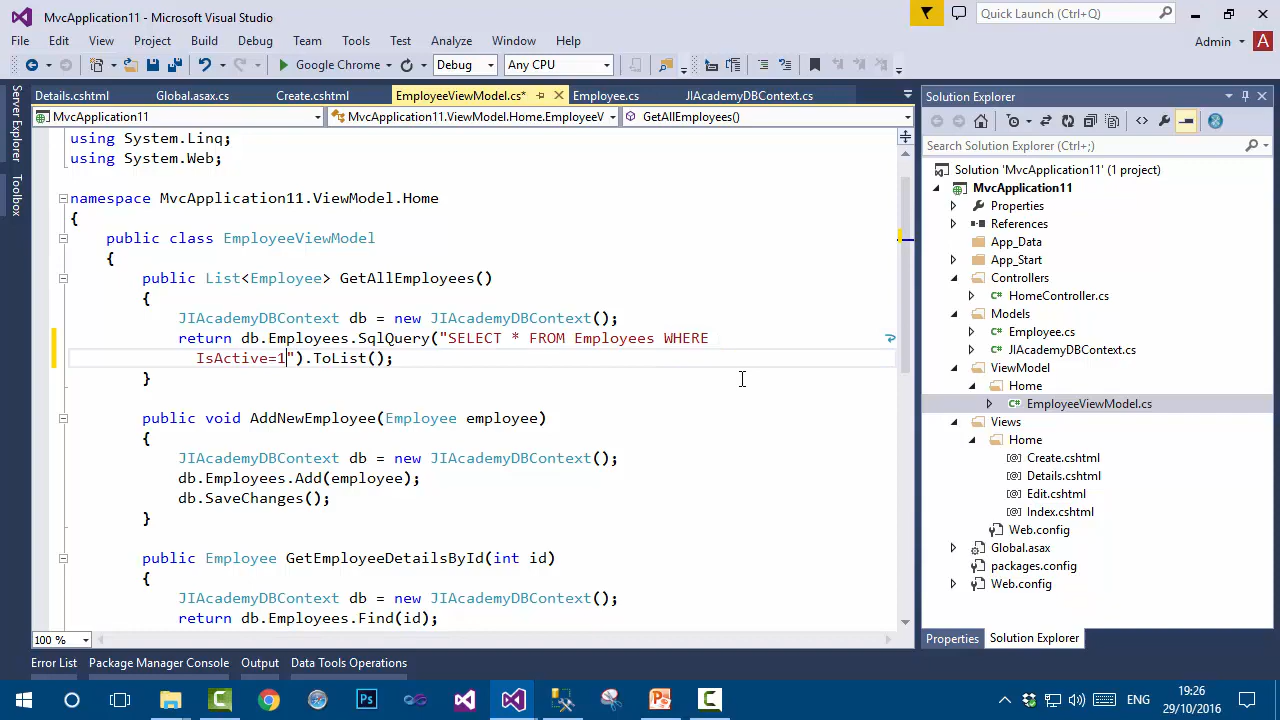 MvcApplication11 - Microsoft Visual Studio
Quick Launch (Ctrl+Q)
File Edit View Project Build Debug Team Tools Test Analyze Window Help
Admin A
Google Chrome Debug Any CPU
Server Explorer
Toolbox
Details.cshtml Global.asax.cs Create.cshtml EmployeeViewModel.cs* Employee.cs JIAcademyDBContext.cs
MvcApplication11 MvcApplication11.ViewModel.Home.EmployeeV GetAllEmployees()
using System.Linq;
using System.Web;
namespace MvcApplication11.ViewModel.Home
{
public class EmployeeViewModel
{
public List<Employee> GetAllEmployees()
{
JIAcademyDBContext db = new JIAcademyDBContext();
return db.Employees.SqlQuery("SELECT * FROM Employees WHERE
IsActive=1").ToList();
}
public void AddNewEmployee(Employee employee)
{
JIAcademyDBContext db = new JIAcademyDBContext();
db.Employees.Add(employee);
db.SaveChanges();
}
public Employee GetEmployeeDetailsById(int id)
{
JIAcademyDBContext db = new JIAcademyDBContext();
return db.Employees.Find(id);
100 %
Solution Explorer
Search Solution Explorer (Ctrl+;)
Solution 'MvcApplication11' (1 project)
MvcApplication11
Properties
References
App_Data
App_Start
Controllers
HomeController.cs
Models
Employee.cs
JIAcademyDBContext.cs
ViewModel
Home
EmployeeViewModel.cs
Views
Home
Create.cshtml
Details.cshtml
Edit.cshtml
Index.cshtml
Web.config
Global.asax
packages.config
Web.config
Properties Solution Explorer
Error List Package Manager Console Output Data Tools Operations
Ps
ENG
19:26
29/10/2016